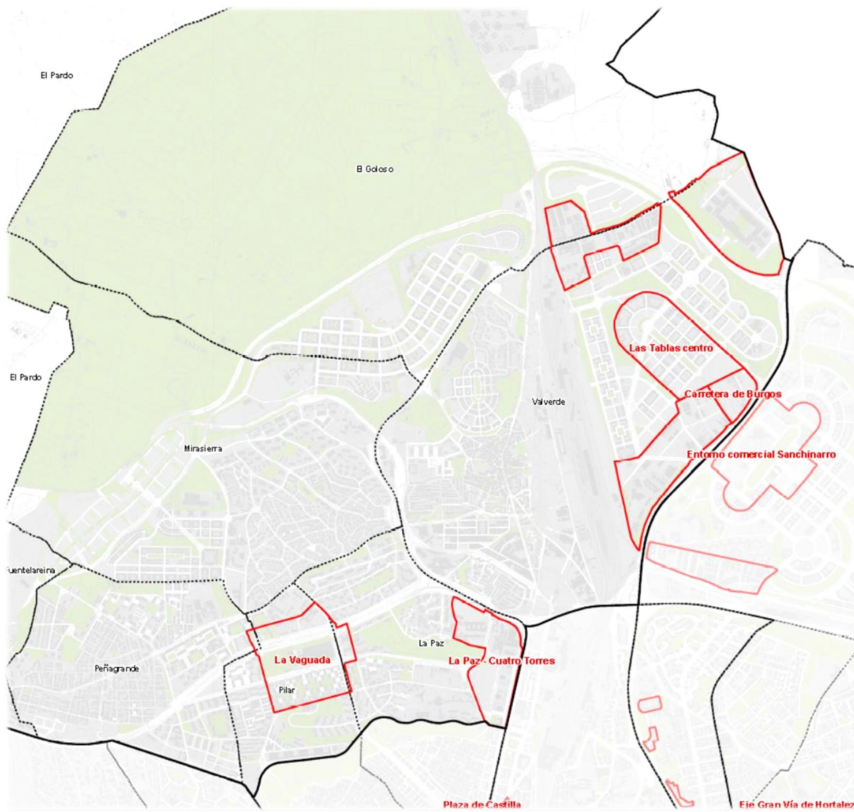 El Pardo
El Goloso
Las Tablas centro
El Pardo
Carretera de Burgos
Valverde
Mirasierra
Entorno comercial Sanchinarro
Fuentelareina
La Paz
La Vaguada
La Paz - Cuatro Torres
Peñagrande
Pilar
Plaza de Castilla
Eje Gran Vía de Hortalez